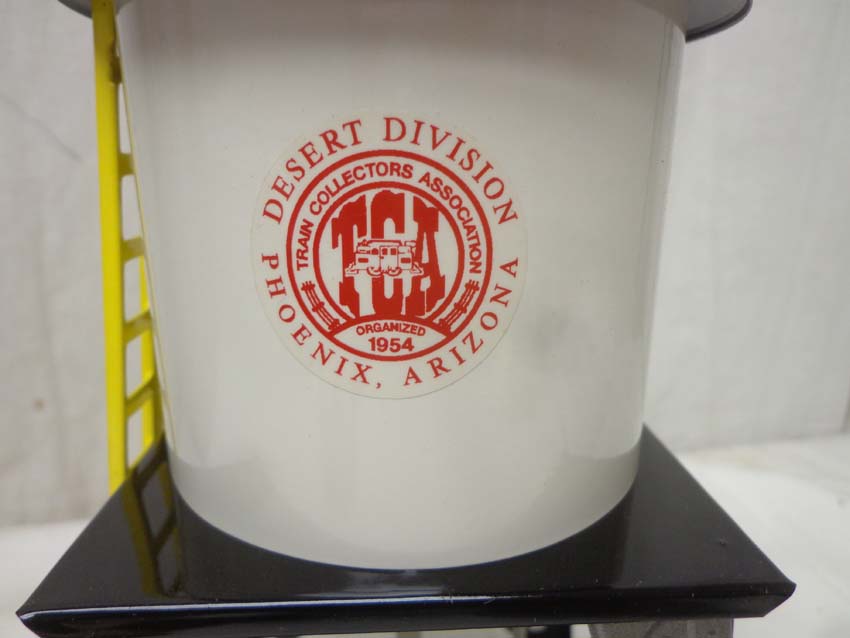 DESERT DIVISION
TRAIN COLLECTORS ASSOCIATION
TCA
ORGANIZED
1954
PHOENIX, ARIZONA